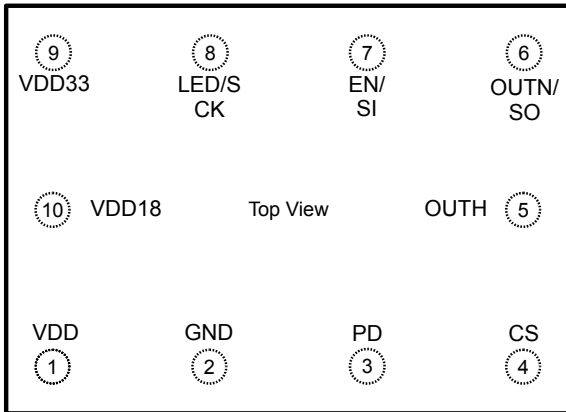 9 8 7 6
VDD33 LED/S EN/ OUTN/
CK SI SO
10 VDD18 Top View OUTH 5
VDD GND PD CS
1 2 3 4